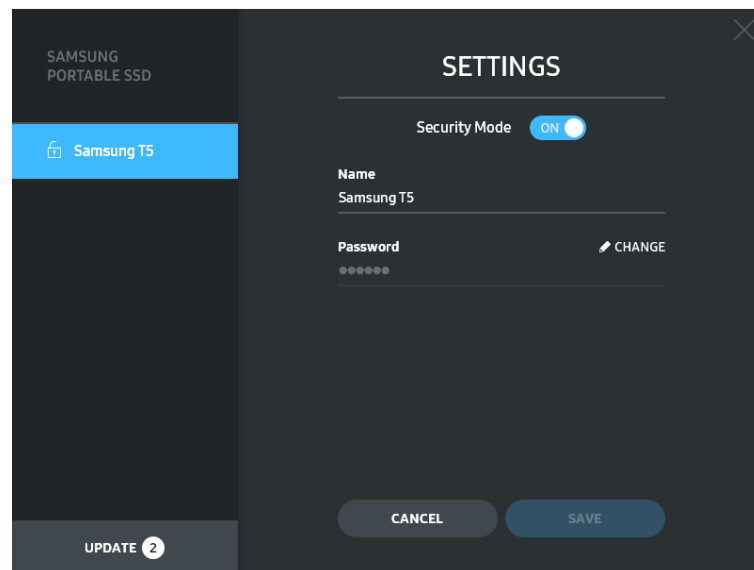 SAMSUNG
PORTABLE SSD
Samsung T5
UPDATE 2
SETTINGS
Security Mode ON
Name
Samsung T5
Password CHANGE
●●●●●●
CANCEL SAVE